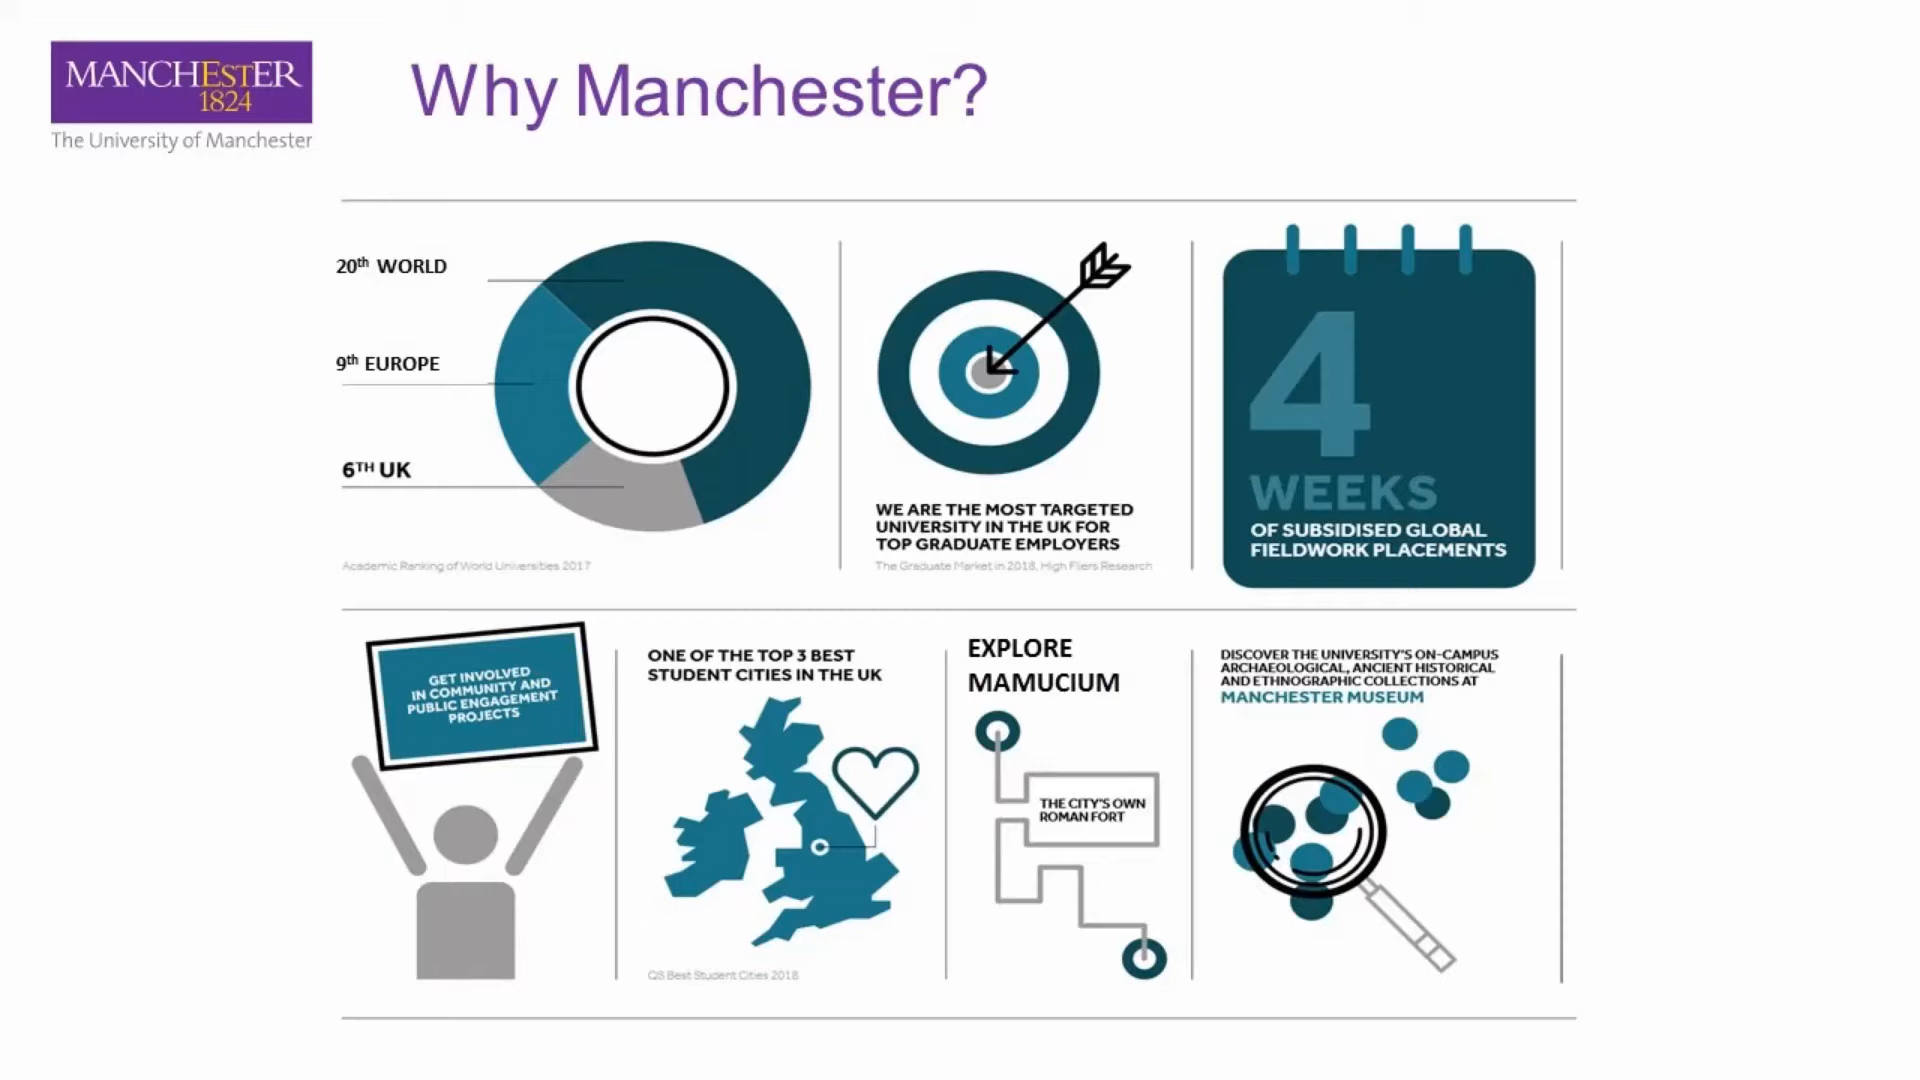 MANCHESTER
1824
The University of Manchester
Why Manchester?
20th WORLD
9th EUROPE
6TH UK
Academic Ranking of World Universities 2017
WE ARE THE MOST TARGETED
UNIVERSITY IN THE UK FOR
TOP GRADUATE EMPLOYERS
The Graduate Market in 2018, High Fliers Research
4
WEEKS
OF SUBSIDISED GLOBAL
FIELDWORK PLACEMENTS
GET INVOLVED
IN COMMUNITY AND
PUBLIC ENGAGEMENT
PROJECTS
ONE OF THE TOP 3 BEST
STUDENT CITIES IN THE UK
QS Best Student Cities 2018
EXPLORE
MAMUCIUM
THE CITY'S OWN
ROMAN FORT
DISCOVER THE UNIVERSITY'S ON-CAMPUS
ARCHAEOLOGICAL, ANCIENT HISTORICAL
AND ETHNOGRAPHIC COLLECTIONS AT
MANCHESTER MUSEUM